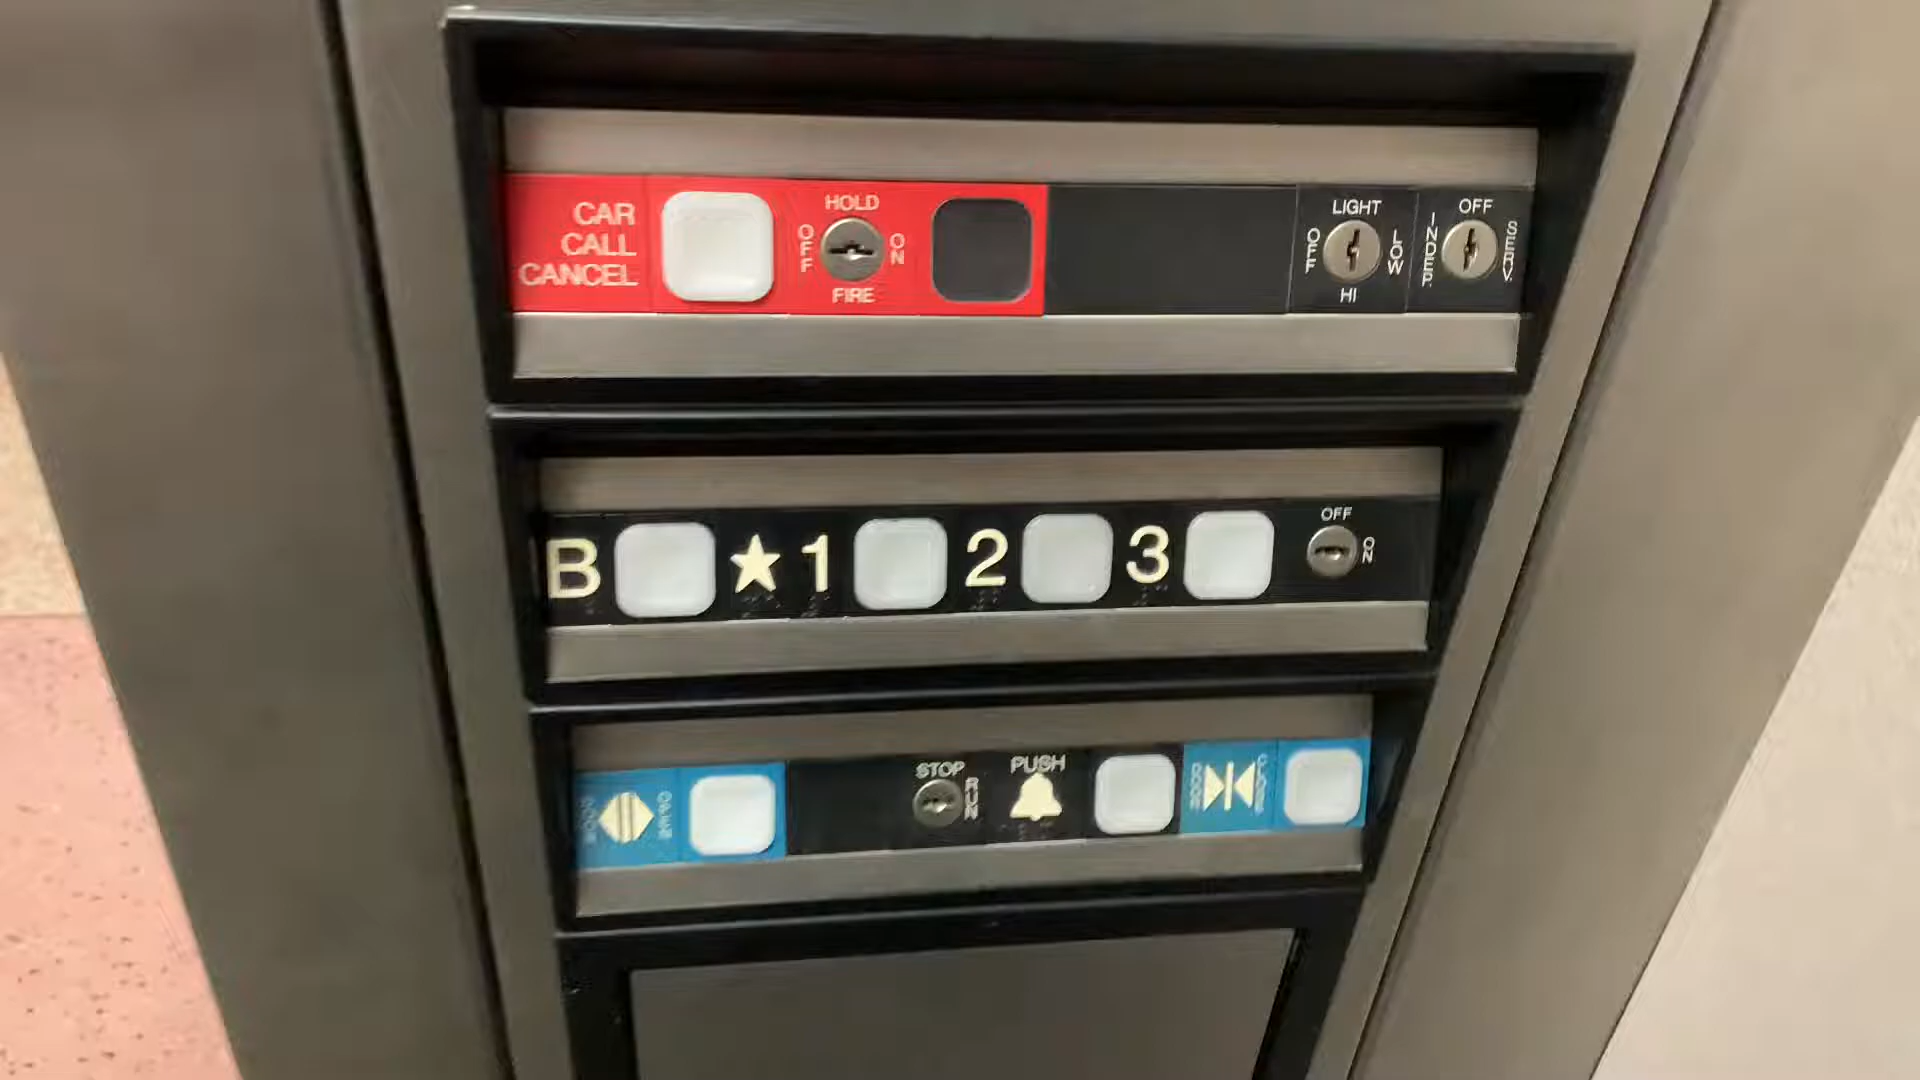 CAR
CALL
CANCEL
HOLD
OFF
ON
FIRE
LIGHT
OFF
LOW
HI
OFF
INDEP.
SERV.
B
★1
2
3
OFF
ON
DOOR
OPEN
STOP
RUN
PUSH
DOOR
CLOSE